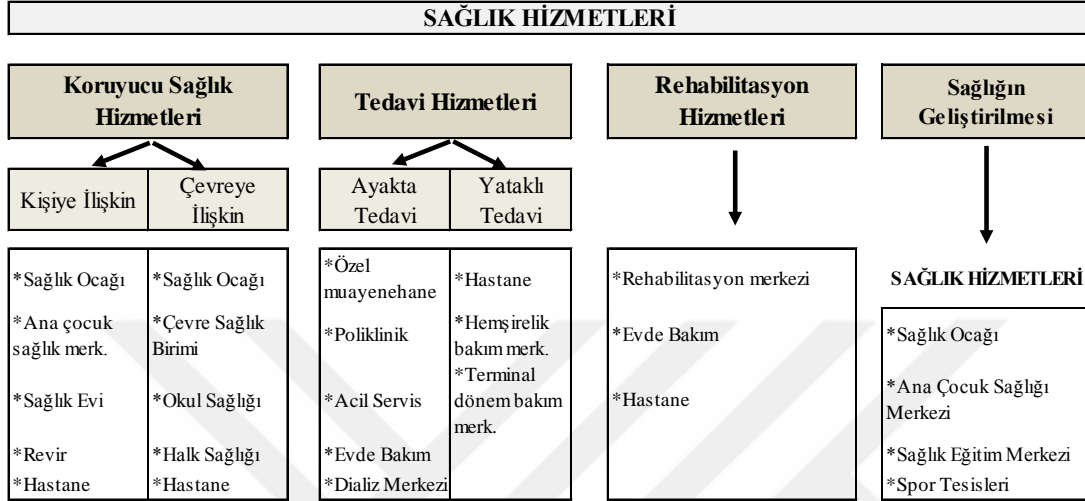 SAĞLIK HİZMETLERİ
Koruyucu Sağlık
Hizmetleri
Kişiye İlişkin
Çevreye
İlişkin
*Sağlık Ocağı
*Ana çocuk
sağlık merk.
*Sağlık Evi
*Revir
*Hastane
*Sağlık Ocağı
*Çevre Sağlık
Birimi
*Okul Sağlığı
*Halk Sağlığı
*Hastane
Tedavi Hizmetleri
Ayakta
Tedavi
Yataklı
Tedavi
*Özel
muayenehane
*Poliklinik
*Acil Servis
*Evde Bakım
*Dializ Merkezi
*Hastane
*Hemşirelik
bakım merk.
*Terminal
dönem bakım
merk.
Rehabilitasyon
Hizmetleri
*Rehabilitasyon merkezi
*Evde Bakım
*Hastane
Sağlığın
Geliştirilmesi
SAĞLIK HİZMETLERİ
*Sağlık Ocağı
*Ana Çocuk Sağlığı
Merkezi
*Sağlık Eğitim Merkezi
*Spor Tesisleri